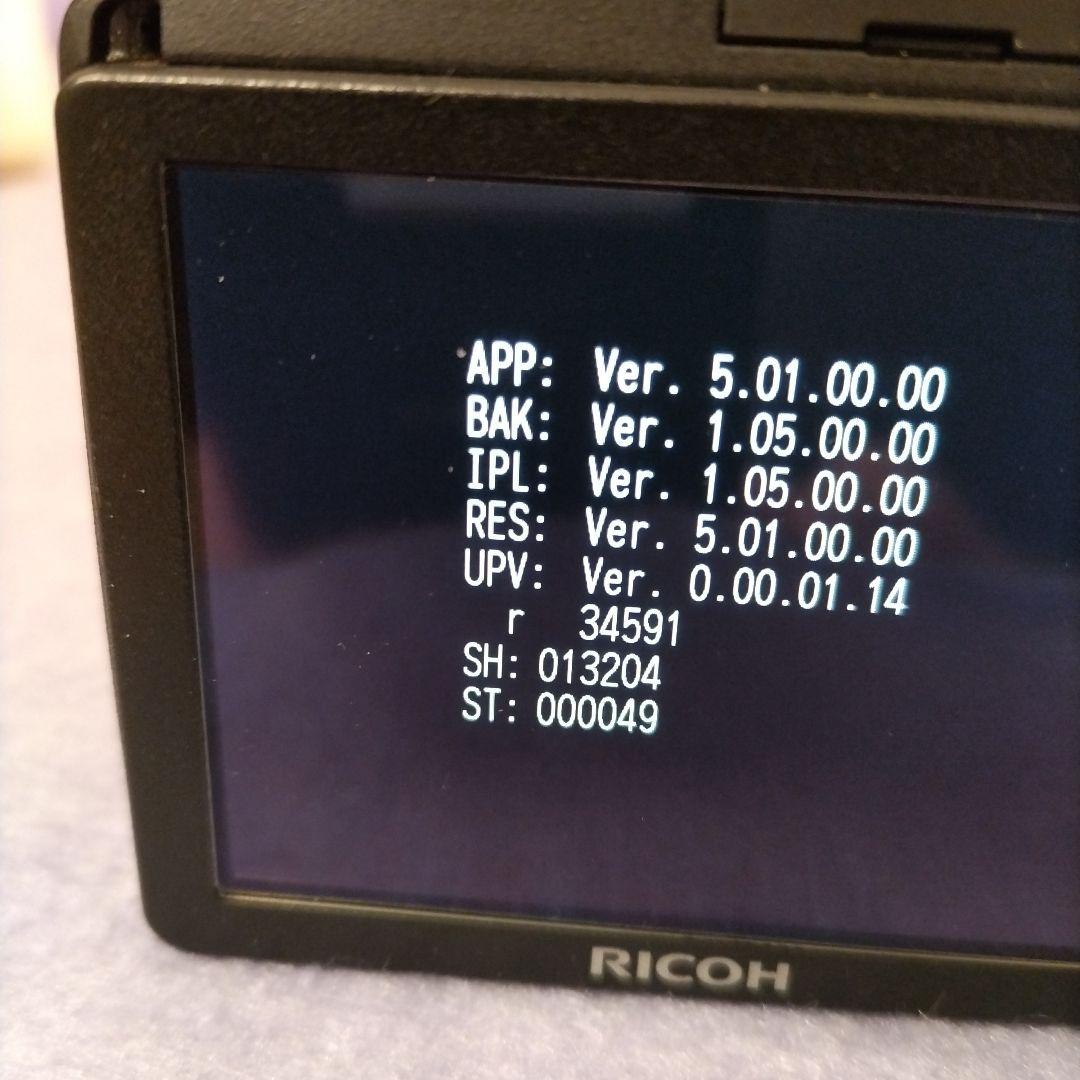 APP: Ver. 5.01.00.00
BAK: Ver. 1.05.00.00
IPL: Ver. 1.05.00.00
RES: Ver. 5.01.00.00
UPV: Ver. 0.00.01.14
r 34591
SH: 013204
ST: 000049
RICOH